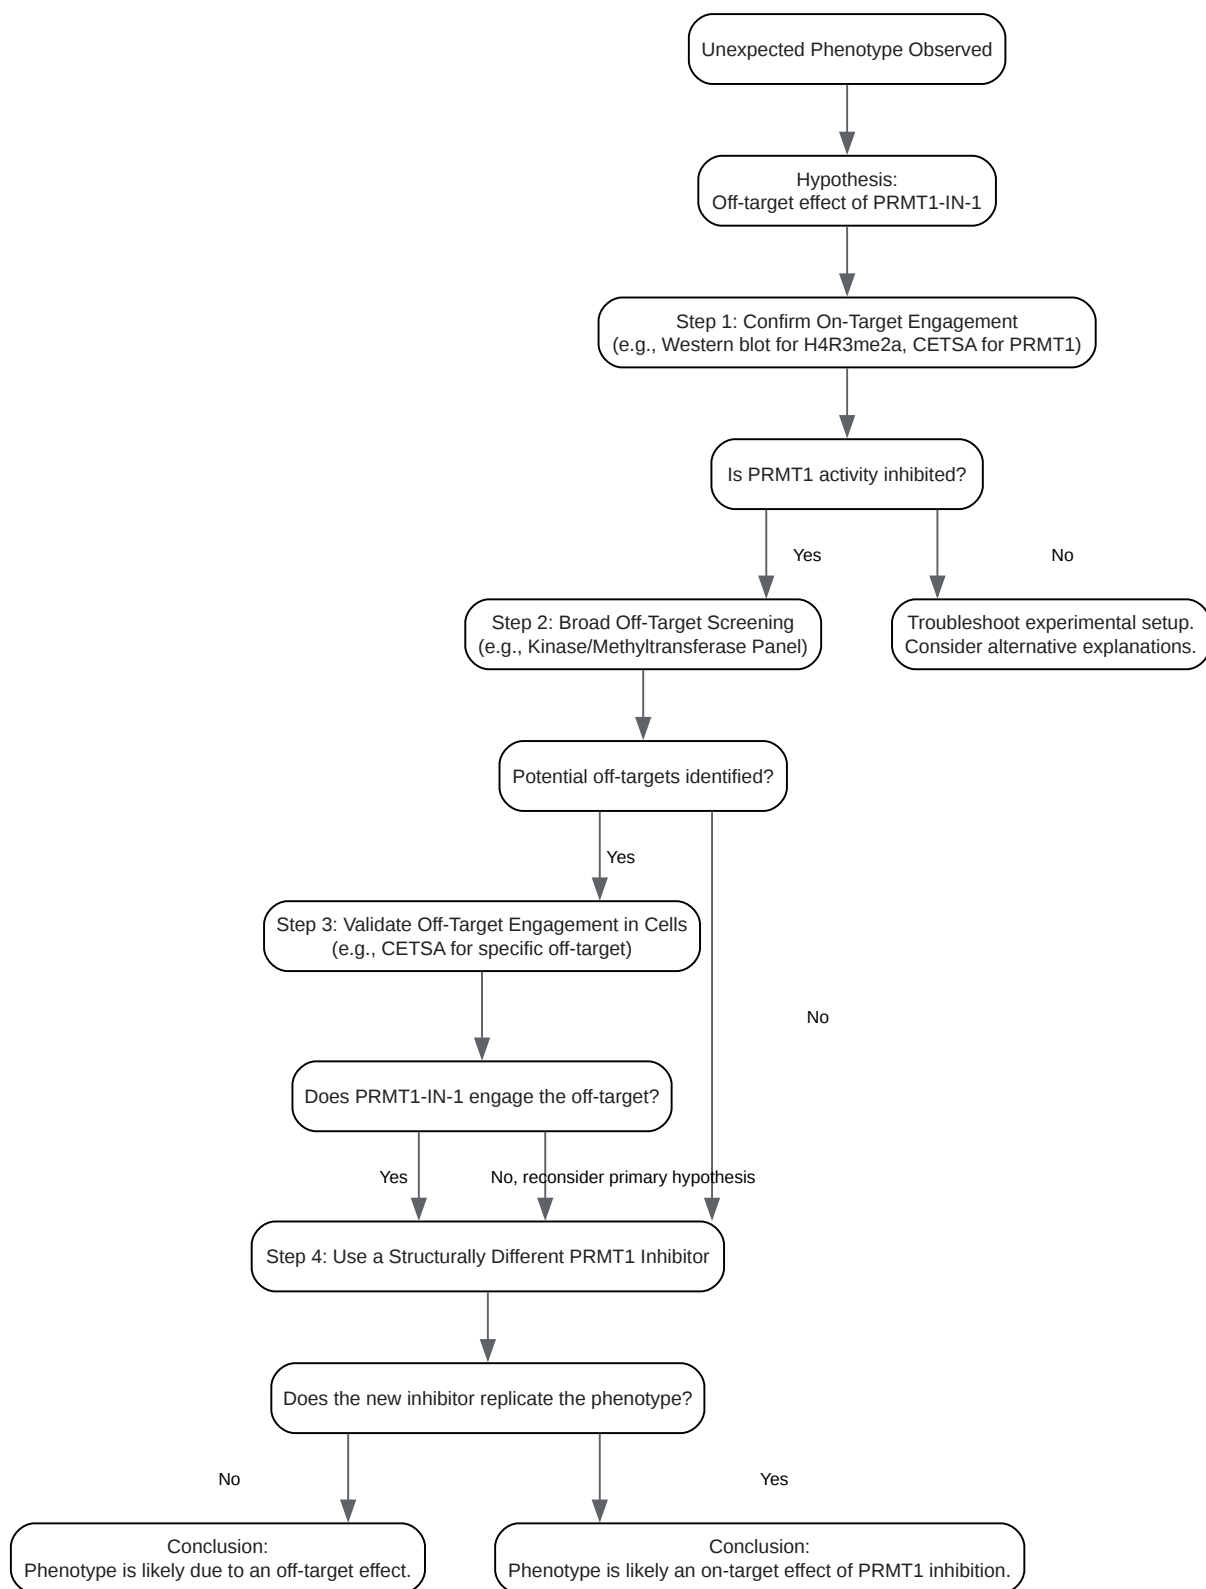 Unexpected Phenotype Observed
Hypothesis:
Off-target effect of PRMT1-IN-1
Step 1: Confirm On-Target Engagement
(e.g., Western blot for H4R3me2a, CETSA for PRMT1)
Is PRMT1 activity inhibited?
Yes
No
Step 2: Broad Off-Target Screening
(e.g., Kinase/Methyltransferase Panel)
Troubleshoot experimental setup.
Consider alternative explanations.
Potential off-targets identified?
Yes
Step 3: Validate Off-Target Engagement in Cells
(e.g., CETSA for specific off-target)
No
Does PRMT1-IN-1 engage the off-target?
Yes
No, reconsider primary hypothesis
Step 4: Use a Structurally Different PRMT1 Inhibitor
Does the new inhibitor replicate the phenotype?
No
Yes
Conclusion:
Phenotype is likely due to an off-target effect.
Conclusion:
Phenotype is likely an on-target effect of PRMT1 inhibition.